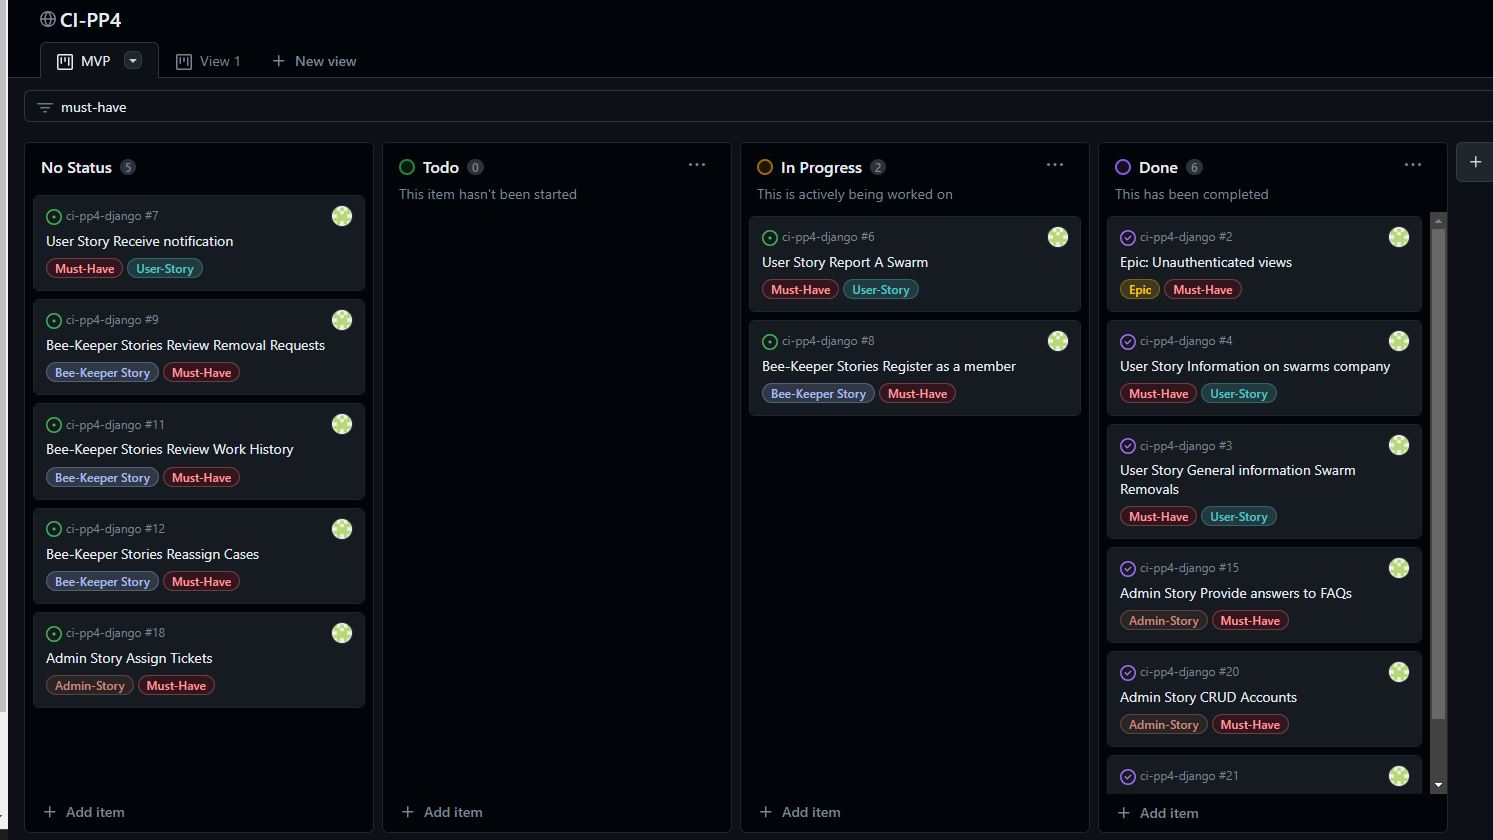 CI-PP4
MVP
View 1
New view
must-have
No Status 5
ci-pp4-django #7
User Story Receive notification
Must-Have User-Story
ci-pp4-django #9
Bee-Keeper Stories Review Removal Requests
Bee-Keeper Story Must-Have
ci-pp4-django #11
Bee-Keeper Stories Review Work History
Bee-Keeper Story Must-Have
ci-pp4-django #12
Bee-Keeper Stories Reassign Cases
Bee-Keeper Story Must-Have
ci-pp4-django #18
Admin Story Assign Tickets
Admin-Story Must-Have
+ Add item
Todo 0
This item hasn't been started
+ Add item
In Progress 2
This is actively being worked on
ci-pp4-django #6
User Story Report A Swarm
Must-Have User-Story
ci-pp4-django #8
Bee-Keeper Stories Register as a member
Bee-Keeper Story Must-Have
+ Add item
Done 6
This has been completed
ci-pp4-django #2
Epic: Unauthenticated views
Epic Must-Have
ci-pp4-django #4
User Story Information on swarms company
Must-Have User-Story
ci-pp4-django #3
User Story General information Swarm
Removals
Must-Have User-Story
ci-pp4-django #15
Admin Story Provide answers to FAQs
Admin-Story Must-Have
ci-pp4-django #20
Admin Story CRUD Accounts
Admin-Story Must-Have
ci-pp4-django #21
+ Add item